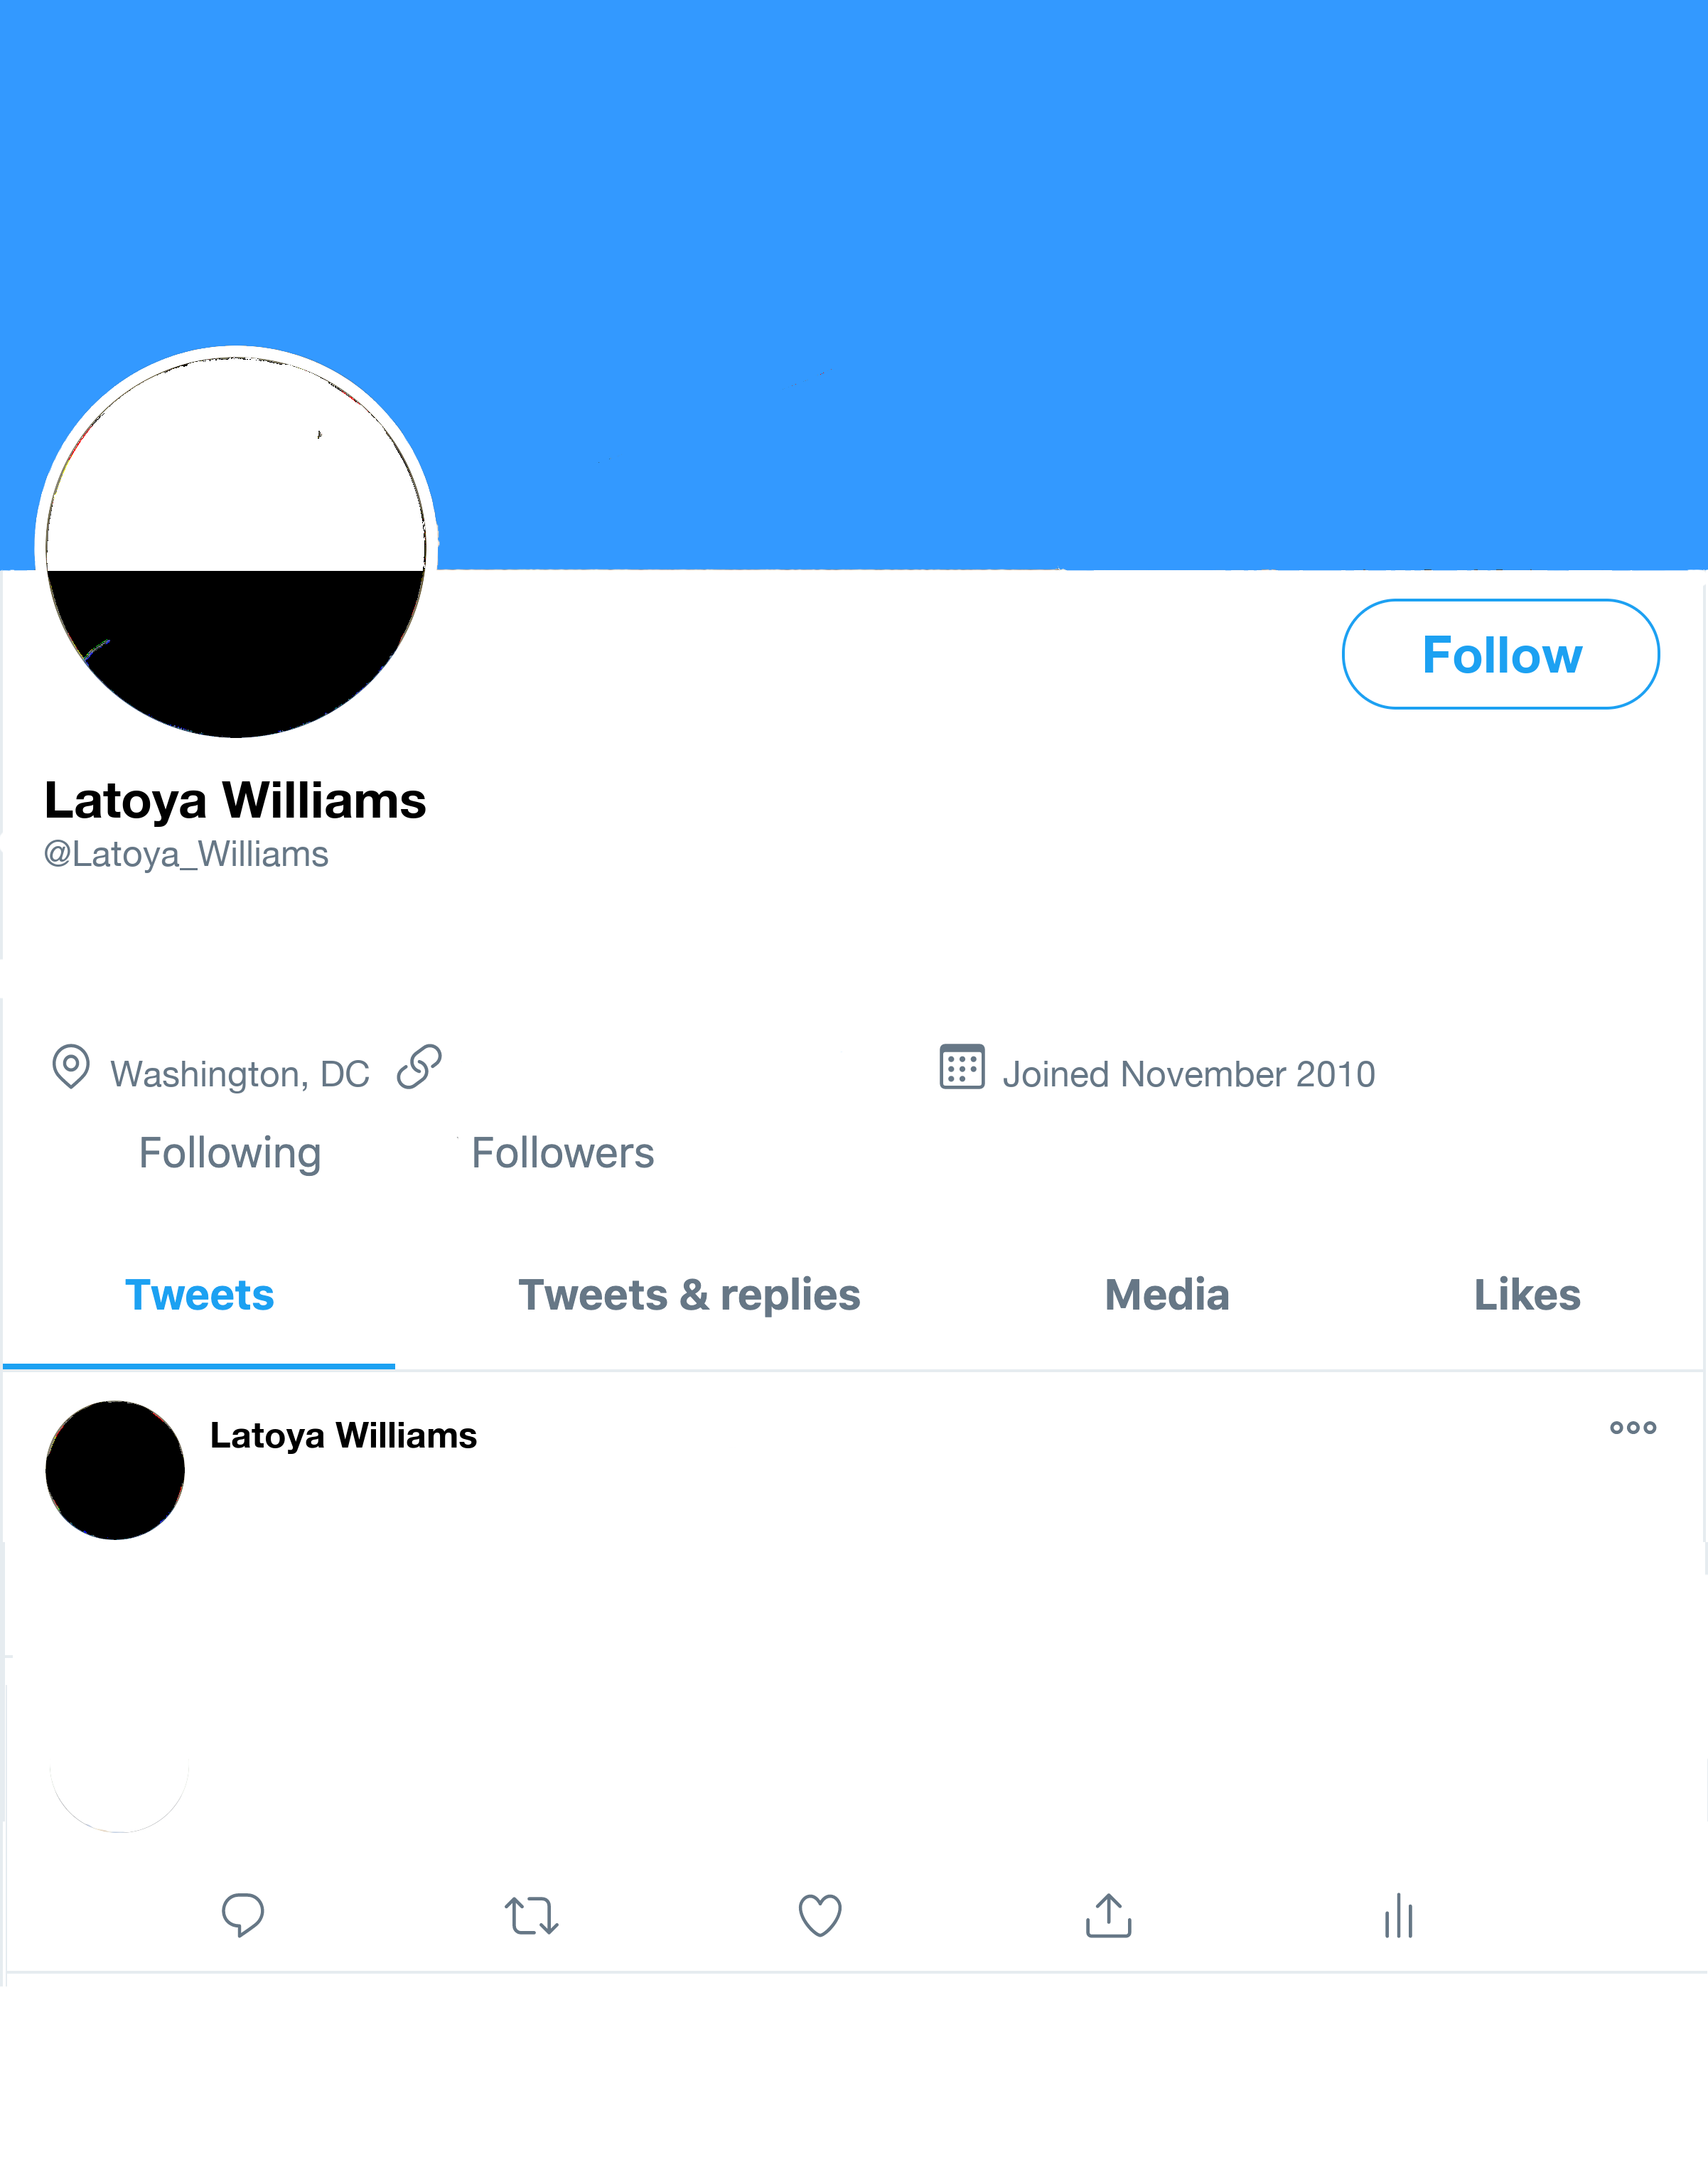 Follow
Latoya Williams
@Latoya_Williams
Washington, DC Joined November 2010
Following Followers
Tweets Tweets & replies Media Likes
Latoya Williams